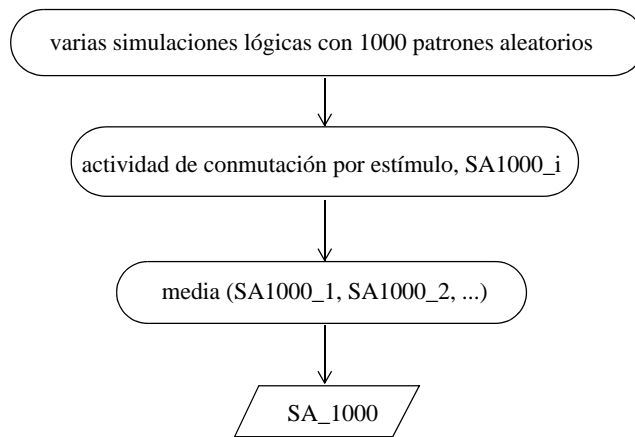 varias simulaciones lógicas con 1000 patrones aleatorios
actividad de conmutación por estímulo, SA1000_i
media (SA1000_1, SA1000_2, ...)
SA_1000